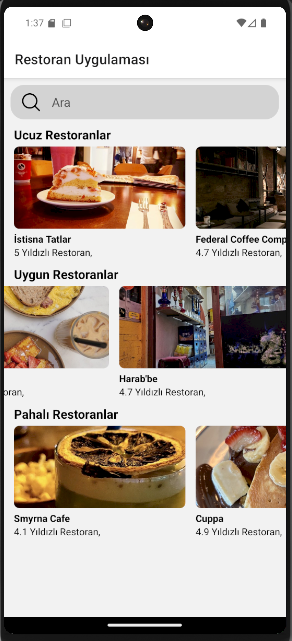 1:37
Restoran Uygulaması
Ara
Ucuz Restoranlar
İstisna Tatlar
5 Yıldızlı Restoran,
Federal Coffee Comp
4.7 Yıldızlı Restoran,
Uygun Restoranlar
oran,
Harab'be
4.7 Yıldızlı Restoran,
Pahalı Restoranlar
Smyrna Cafe
4.1 Yıldızlı Restoran,
Cuppa
4.9 Yıldızlı Restoran,